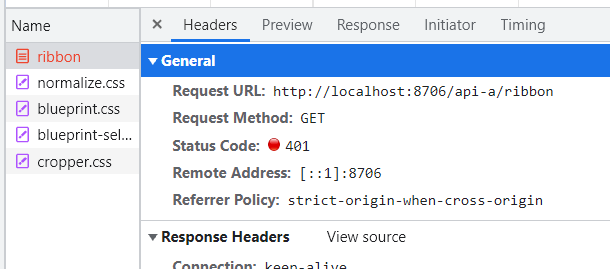 Name
× Headers Preview Response Initiator Timing
ribbon
normalize.css
blueprint.css
blueprint-sel...
cropper.css
▼ General
Request URL: http://localhost:8706/api-a/ribbon
Request Method: GET
Status Code: 401
Remote Address: [::1]:8706
Referrer Policy: strict-origin-when-cross-origin
▼ Response Headers View source
Connection: keep-alive